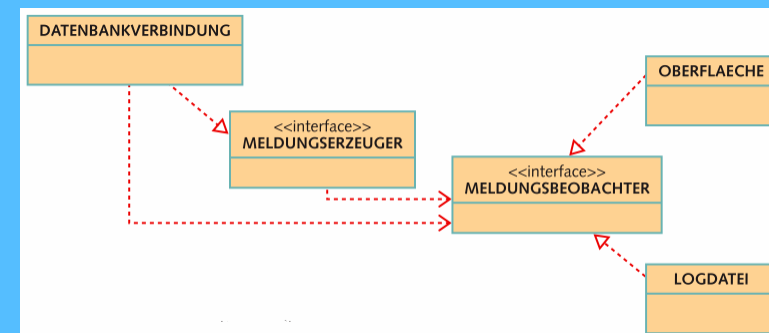 DATENBANKVERBINDUNG
<<interface>>
MELDUNGSERZEUGER
OBERFLAECHE
<<interface>>
MELDUNGSBEOBACHTER
LOGDATEI